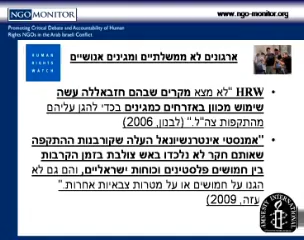 NGO MONITOR
www.ngo-monitor.org
Promoting Critical Debate and Accountability of Human
Rights NGOs in the Arab Israeli Conflict
HUMAN
RIGHTS
WATCH
ארגונים לא ממשלתיים ומגינים אנושיים
• HRW "לא מצא מקרים שבהם חזבאללה עשה
שימוש מכוון באזרחים כמגינים בכדי להגן עליהם
מהתקפות צה"ל." (לבנון, 2006)
• "אמנסטי אינטרנשיונאל העלה שקורבנות ההתקפה
שאותם חקר לא נלכדו באש צולבת בזמן הקרבות
בין חמושים פלסטינים וכוחות ישראליים, והם גם לא
הגנו על חמושים או על מטרות צבאיות אחרות."
עזה, 2009)
AMNESTY INTERNATIONAL